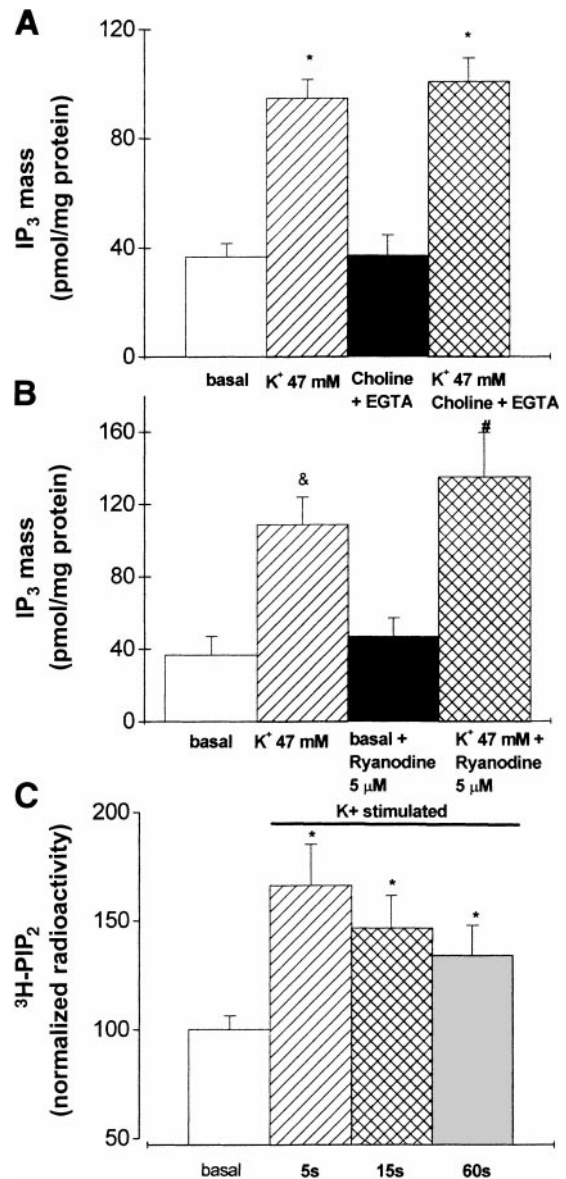 A
120
80
40
0
IP3 mass
(pmol/mg protein)
*
*
basal
K+ 47 mM
Choline
+ EGTA
K+ 47 mM
Choline + EGTA
B
160
120
80
40
0
IP3 mass
(pmol/mg protein)
&
#
basal
K+ 47 mM
basal +
Ryanodine
5 μM
K+ 47 mM +
Ryanodine
5 μM
C
K+ stimulated
200
150
100
50
3H-PIP2
(normalized radioactivity)
*
*
*
basal
5s
15s
60s